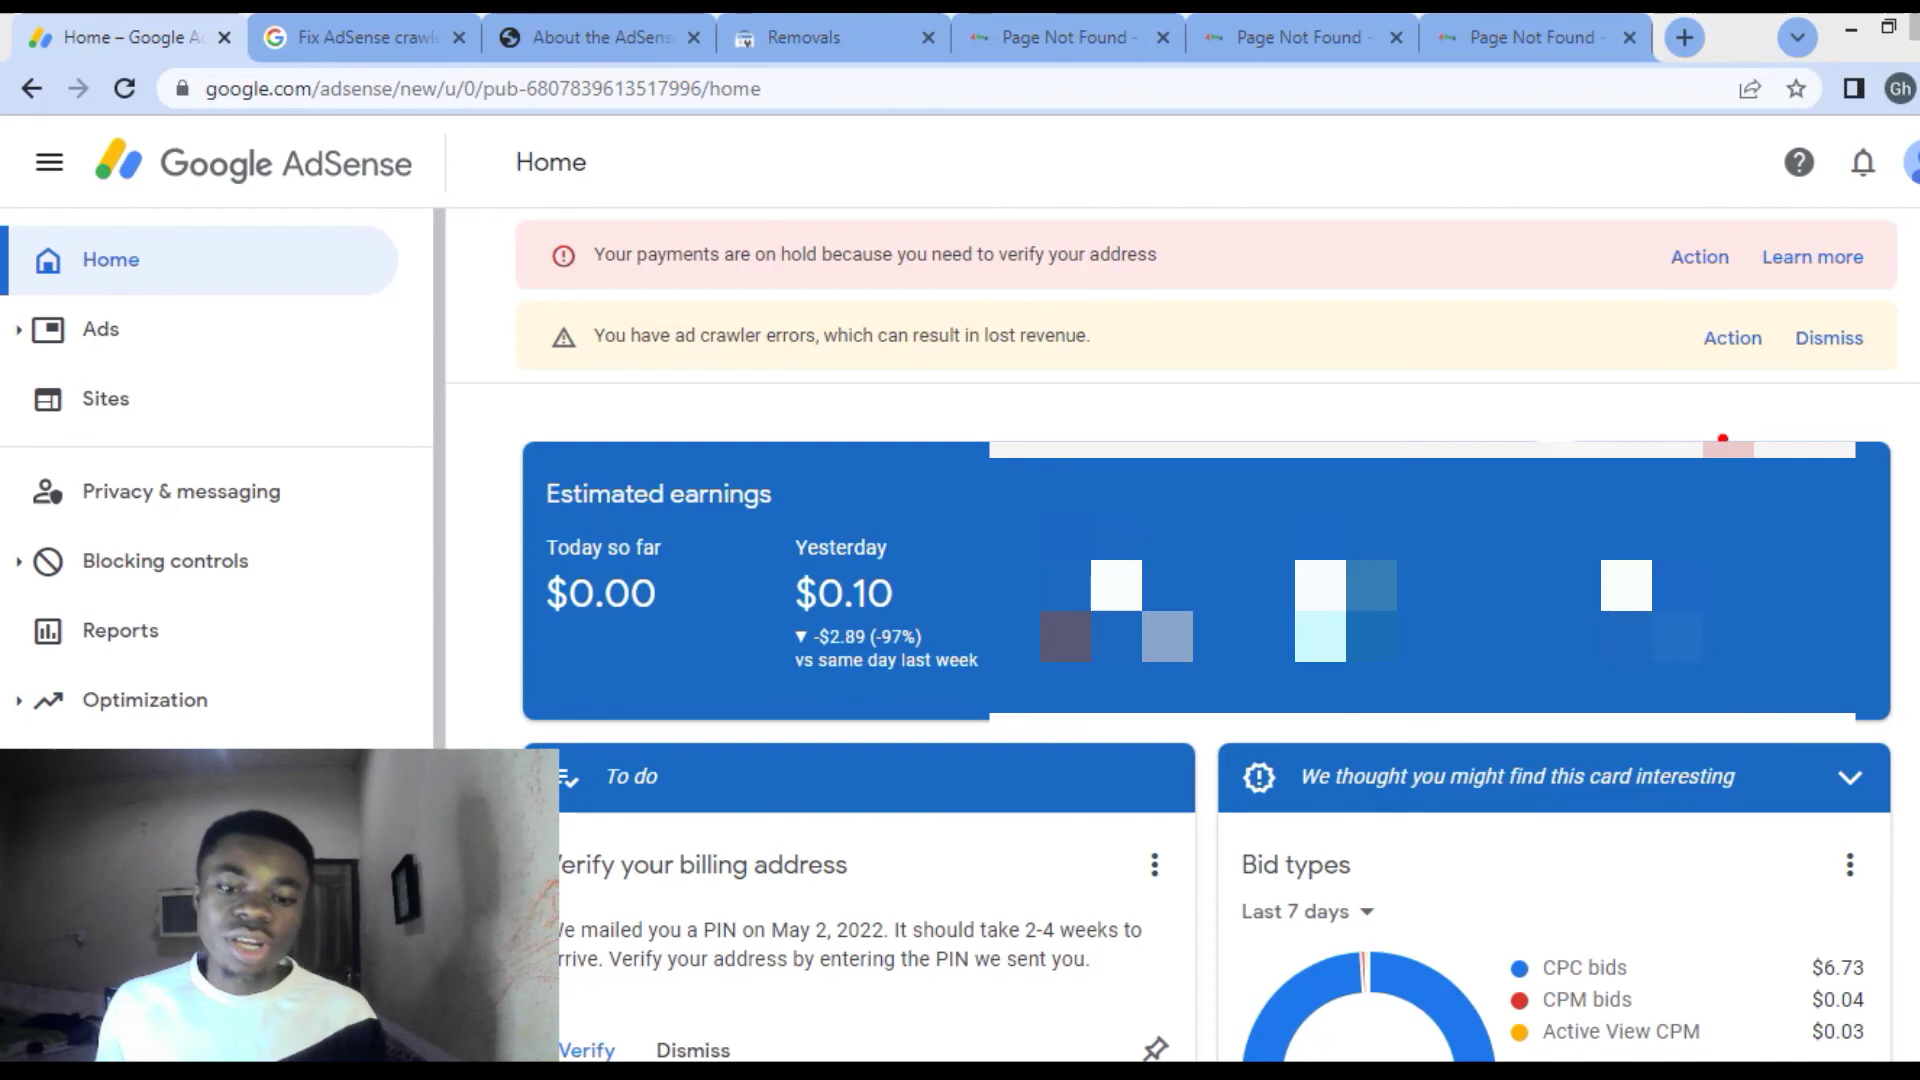 Home – Google A
Fix AdSense crawl
About the AdSens
Removals
Page Not Found -
Page Not Found -
Page Not Found -
google.com/adsense/new/u/0/pub-6807839613517996/home
Gh
Google AdSense
Home
Home
Ads
Sites
Privacy & messaging
Blocking controls
Reports
Optimization
Your payments are on hold because you need to verify your address
Action
Learn more
You have ad crawler errors, which can result in lost revenue.
Action
Dismiss
Estimated earnings
Today so far
$0.00
Yesterday
$0.10
▼ -$2.89 (-97%)
vs same day last week
To do
erify your billing address
e mailed you a PIN on May 2, 2022. It should take 2-4 weeks to
rrive. Verify your address by entering the PIN we sent you.
Verify
Dismiss
We thought you might find this card interesting
Bid types
Last 7 days
CPC bids $6.73
CPM bids $0.04
Active View CPM $0.03